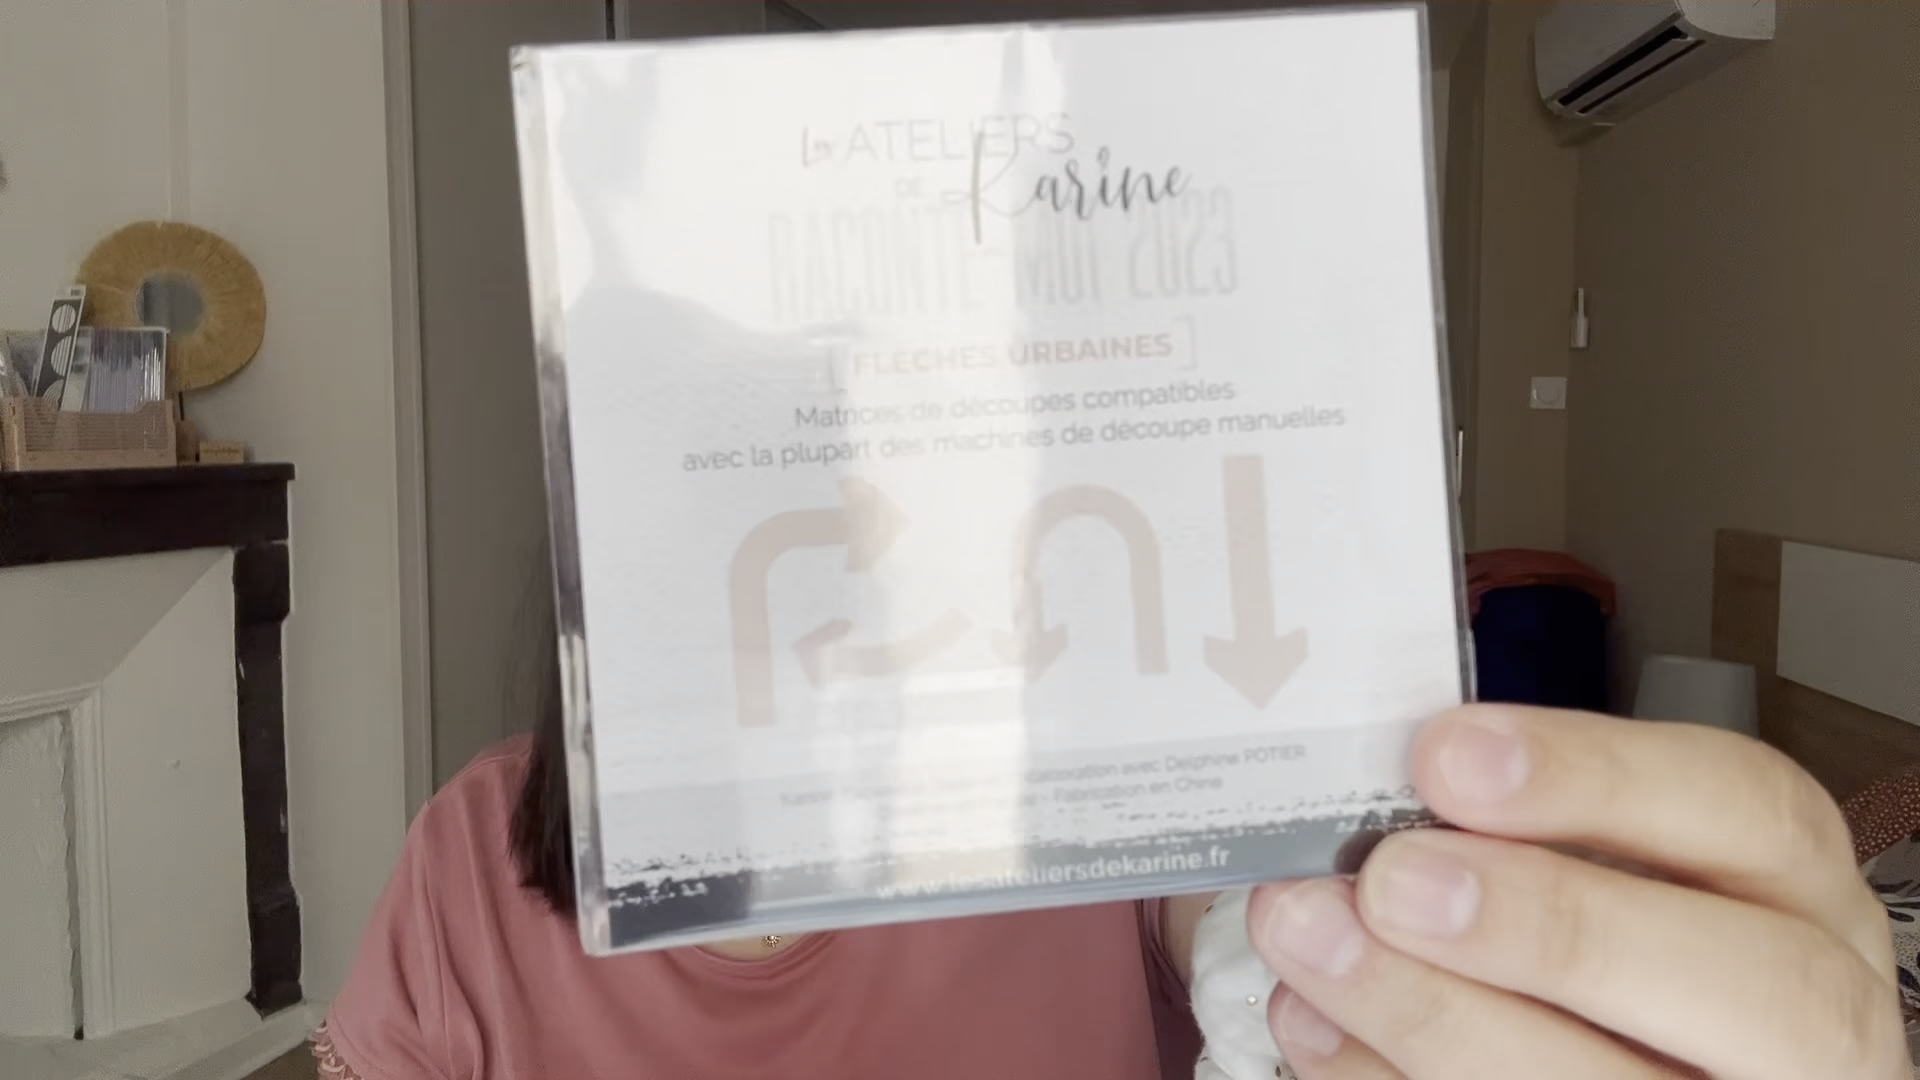 Les ATELIERS
DE Karine
RACONTE-MOI 2023
[FLÈCHES URBAINES]
Matrices de découpes compatibles
avec la plupart des machines de découpe manuelles
collaboration avec Delphine POTIER
- Fabrication en Chine
www.lesateliersdekarine.fr